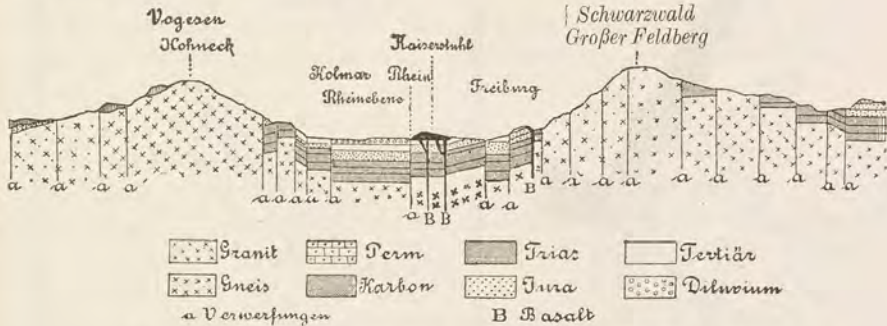 Vogesen
Hohneck
Kaiserstuhl
Schwarzwald
Großer Feldberg
Kolmar Rhein
Rheinebene
Freiburg
a a a a a a a a a a B B a a B a a a a a a a a
Granit Perm Trias Tertiär
Gneis Karbon Jura Diluvium
a Verwerfungen B Basalt